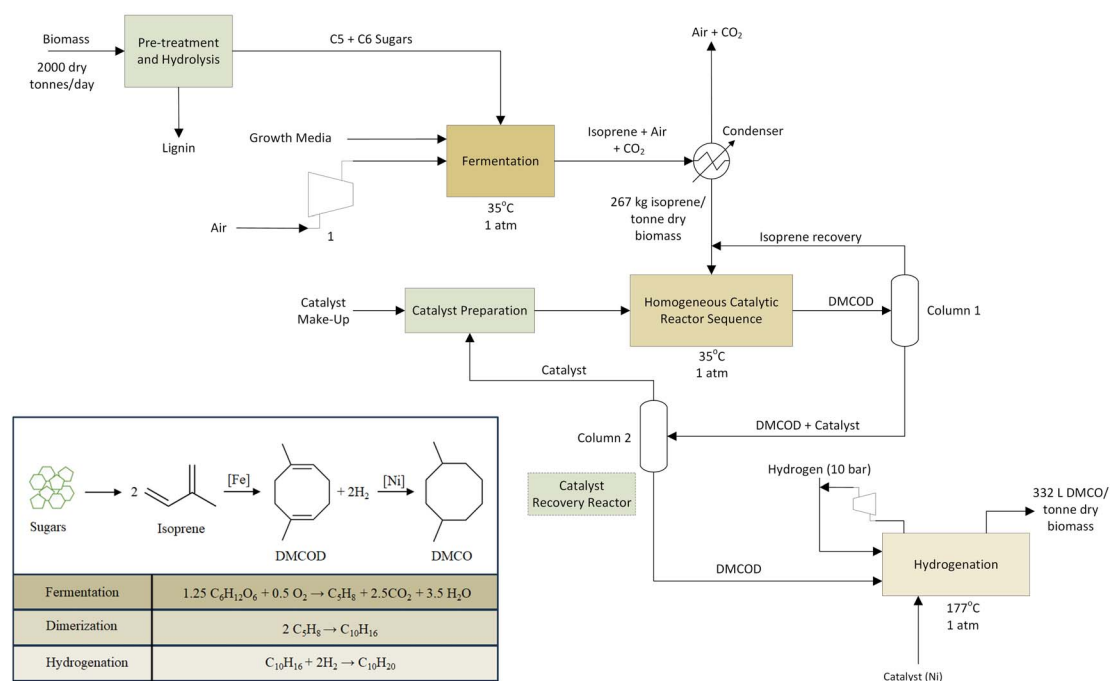 Biomass
2000 dry
tonnes/day
Pre-treatment
and Hydrolysis
Lignin
C5 + C6 Sugars
Growth Media
Air
1
Fermentation
35°C
1 atm
Isoprene + Air
+ CO₂
Air + CO₂
Condenser
267 kg isoprene/
tonne dry
biomass
Isoprene recovery
Catalyst
Make-Up
Catalyst Preparation
Homogeneous Catalytic
Reactor Sequence
35°C
1 atm
DMCOD
Column 1
Catalyst
Column 2
DMCOD + Catalyst
Catalyst
Recovery Reactor
DMCOD
Hydrogen (10 bar)
332 L DMCO/
tonne dry
biomass
Hydrogenation
177°C
1 atm
Catalyst (Ni)
Sugars
2
Isoprene
[Fe]
DMCOD
+ 2H₂
[Ni]
DMCO
Fermentation
1.25 C₆H₁₂O₆ + 0.5 O₂ → C₅H₈ + 2.5CO₂ + 3.5 H₂O
Dimerization
2 C₅H₈ → C₁₀H₁₆
Hydrogenation
C₁₀H₁₆ + 2H₂ → C₁₀H₂₀